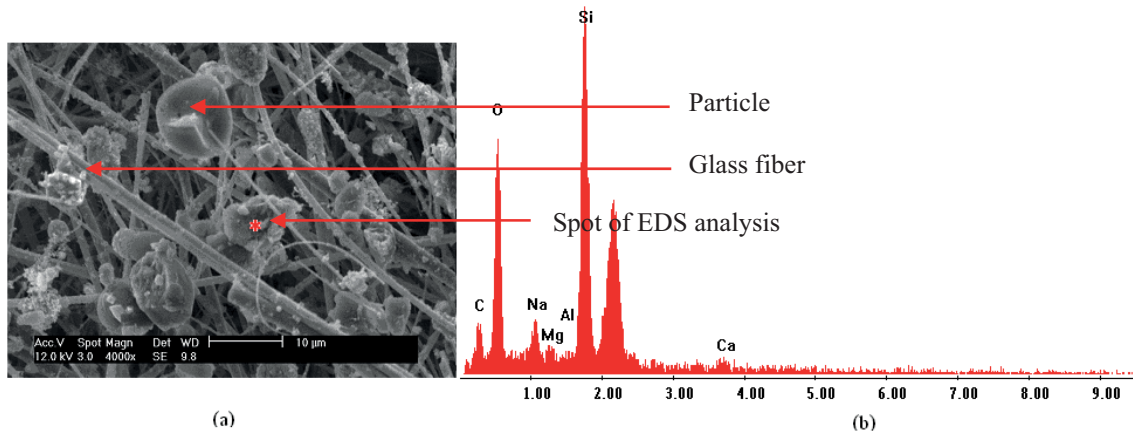 Si
O
Particle
Glass fiber
Spot of EDS analysis
C
Na
Mg
Al
Ca
Acc.V Spot Magn Det WD 10 µm
12.0 kV 3.0 4000x SE 9.8
1.00 2.00 3.00 4.00 5.00 6.00 7.00 8.00 9.00
(a)
(b)